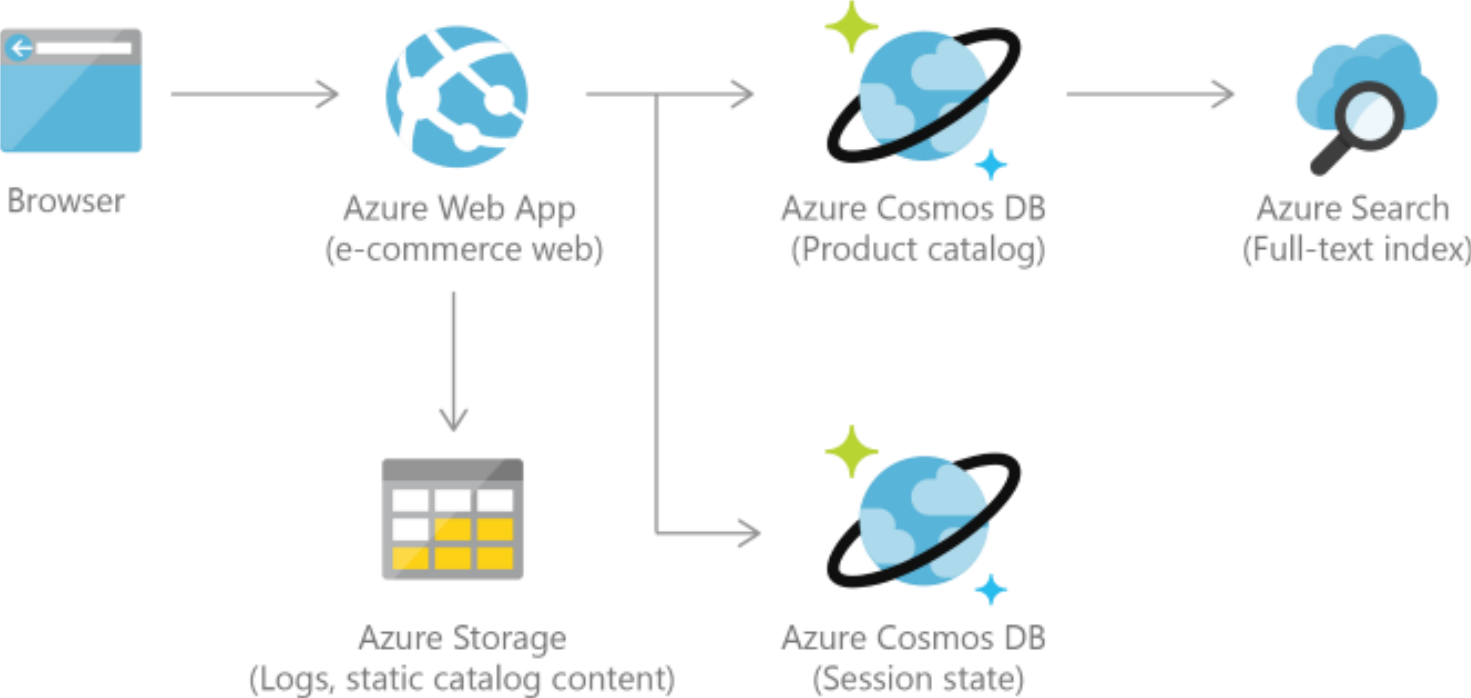 Browser
Azure Web App
(e-commerce web)
Azure Cosmos DB
(Product catalog)
Azure Search
(Full-text index)
Azure Storage
(Logs, static catalog content)
Azure Cosmos DB
(Session state)